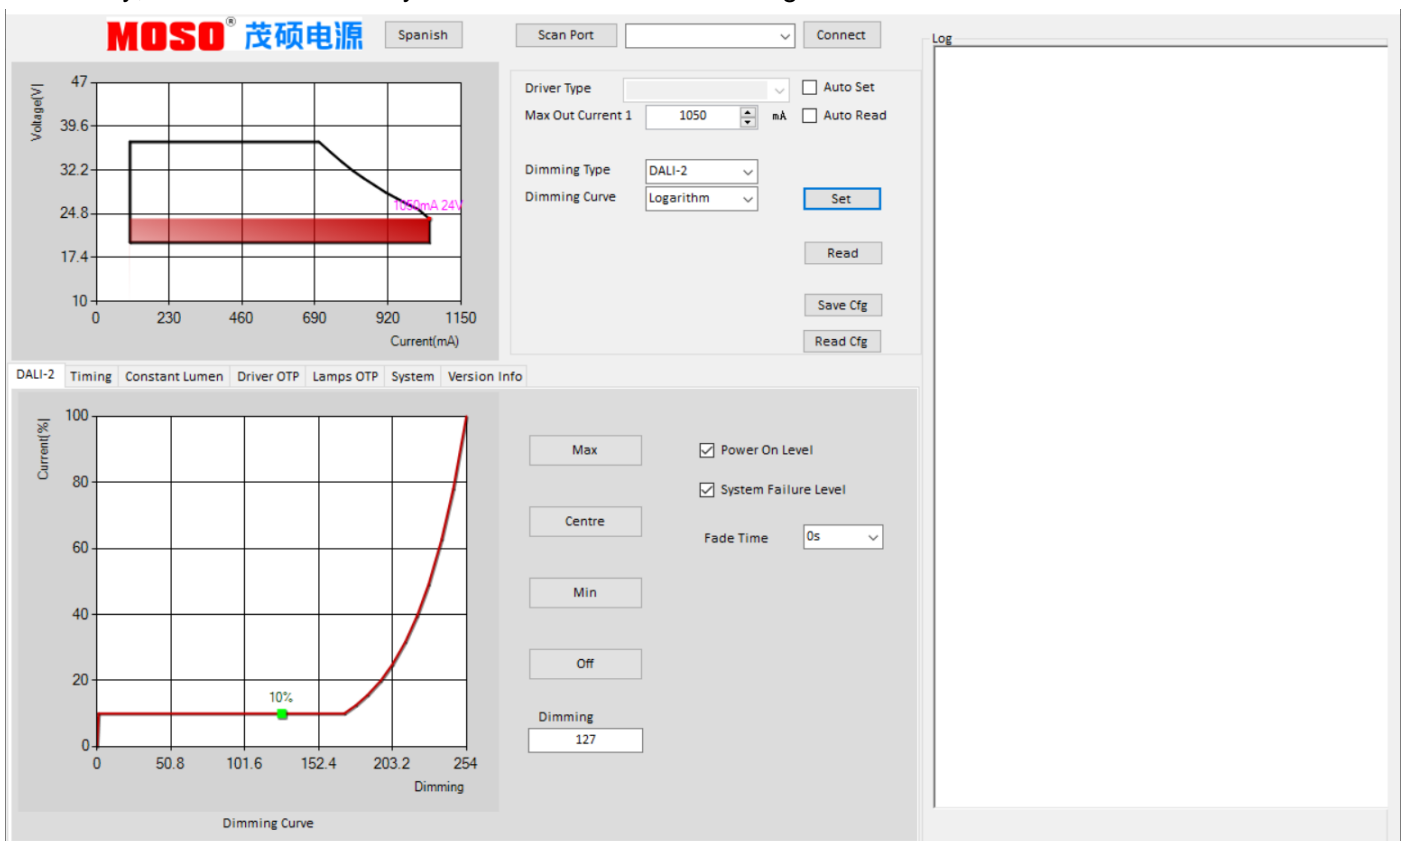 MOSO® 茂硕电源
Spanish
Scan Port
Connect
Log
Voltage[V]
47
39.6
32.2
24.8
17.4
10
0 230 460 690 920 1150
Current(mA)
1050mA 24V
Driver Type
Auto Set
Max Out Current 1 1050 mA
Auto Read
Dimming Type DALI-2
Dimming Curve Logarithm
Set
Read
Save Cfg
Read Cfg
DALI-2 Timing Constant Lumen Driver OTP Lamps OTP System Version Info
Current[%]
100
80
60
40
20
0
10%
0 50.8 101.6 152.4 203.2 254
Dimming
Dimming Curve
Max
Centre
Min
Off
Dimming
127
Power On Level
System Failure Level
Fade Time 0s